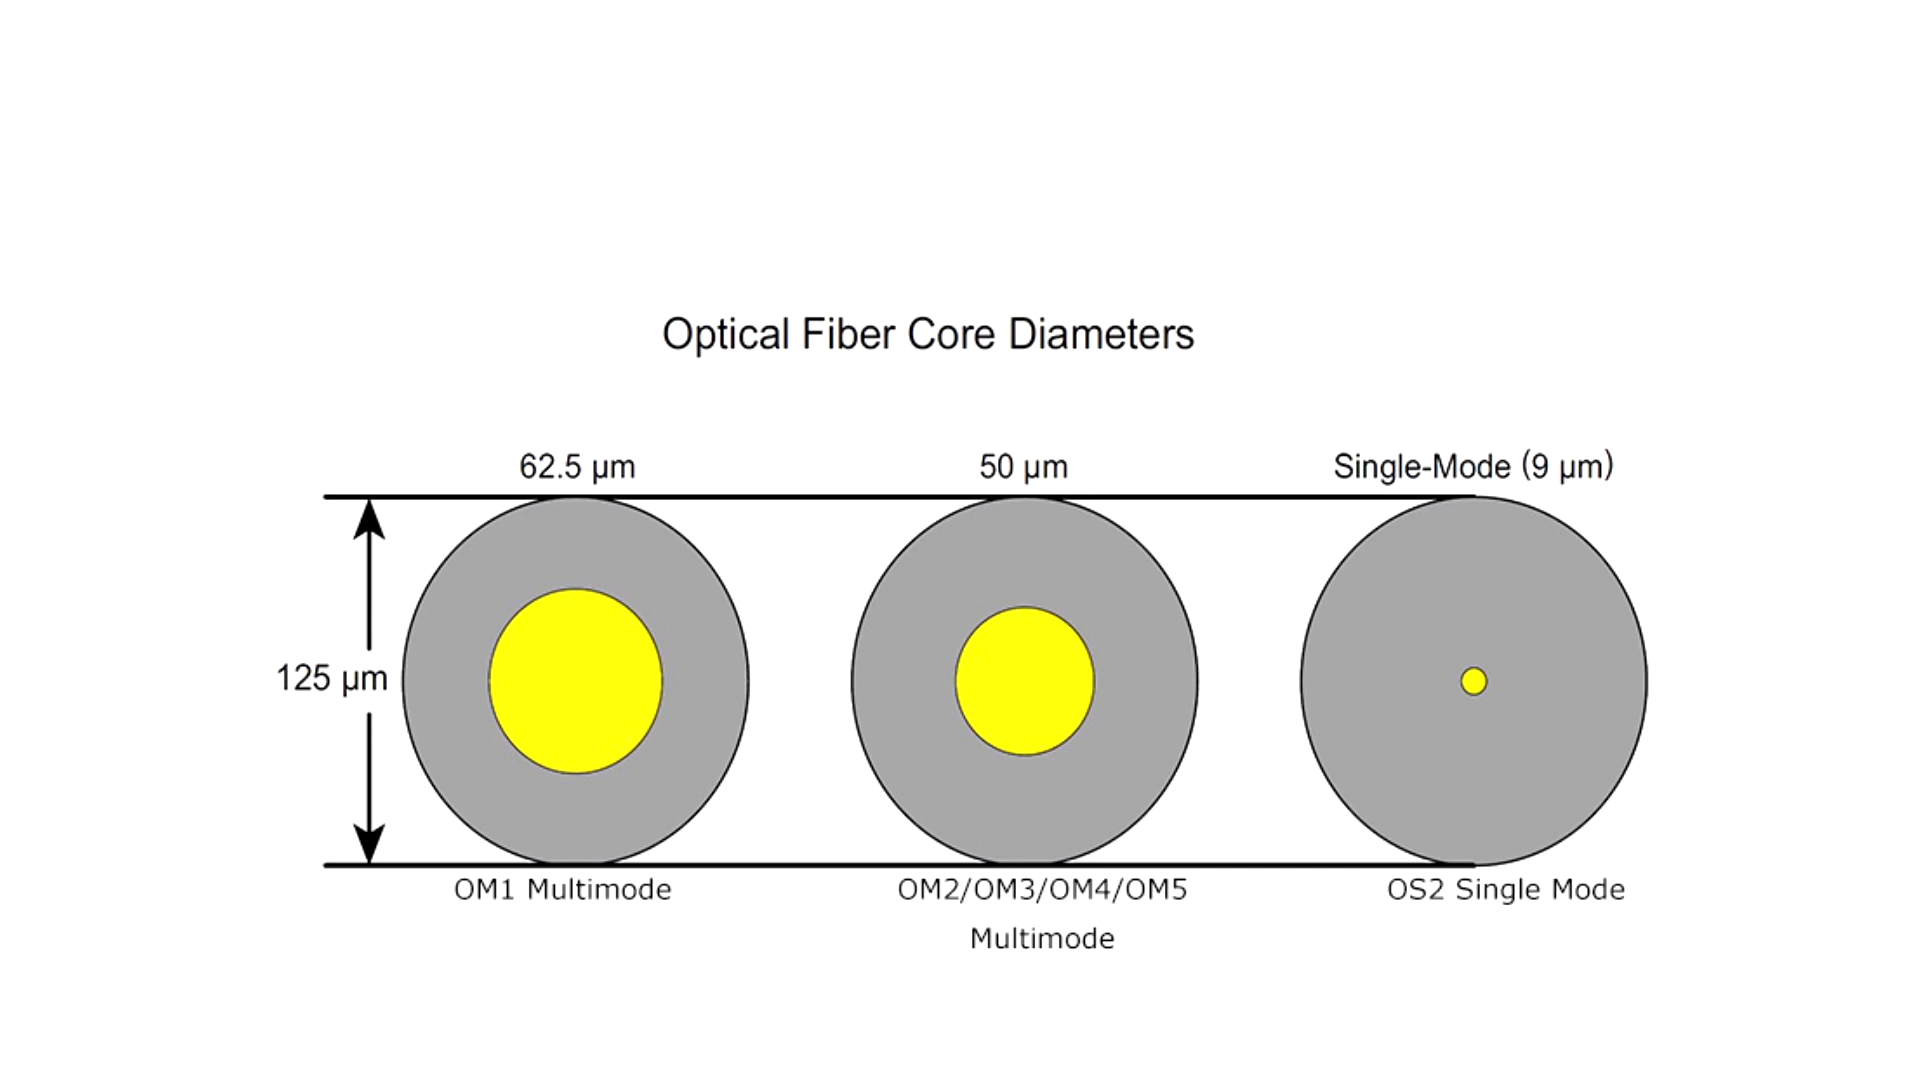 Optical Fiber Core Diameters
62.5 µm
50 µm
Single-Mode (9 µm)
125 µm
OM1 Multimode
OM2/OM3/OM4/OM5
Multimode
OS2 Single Mode